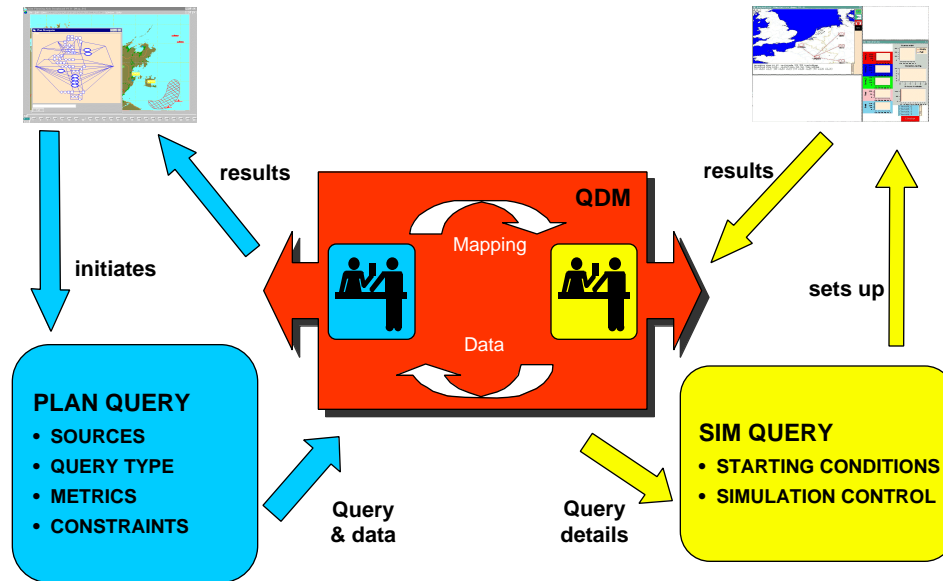 results
results
QDM
Mapping
initiates
sets up
Data
PLAN QUERY
• SOURCES
• QUERY TYPE
• METRICS
• CONSTRAINTS
SIM QUERY
• STARTING CONDITIONS
• SIMULATION CONTROL
Query
& data
Query
details